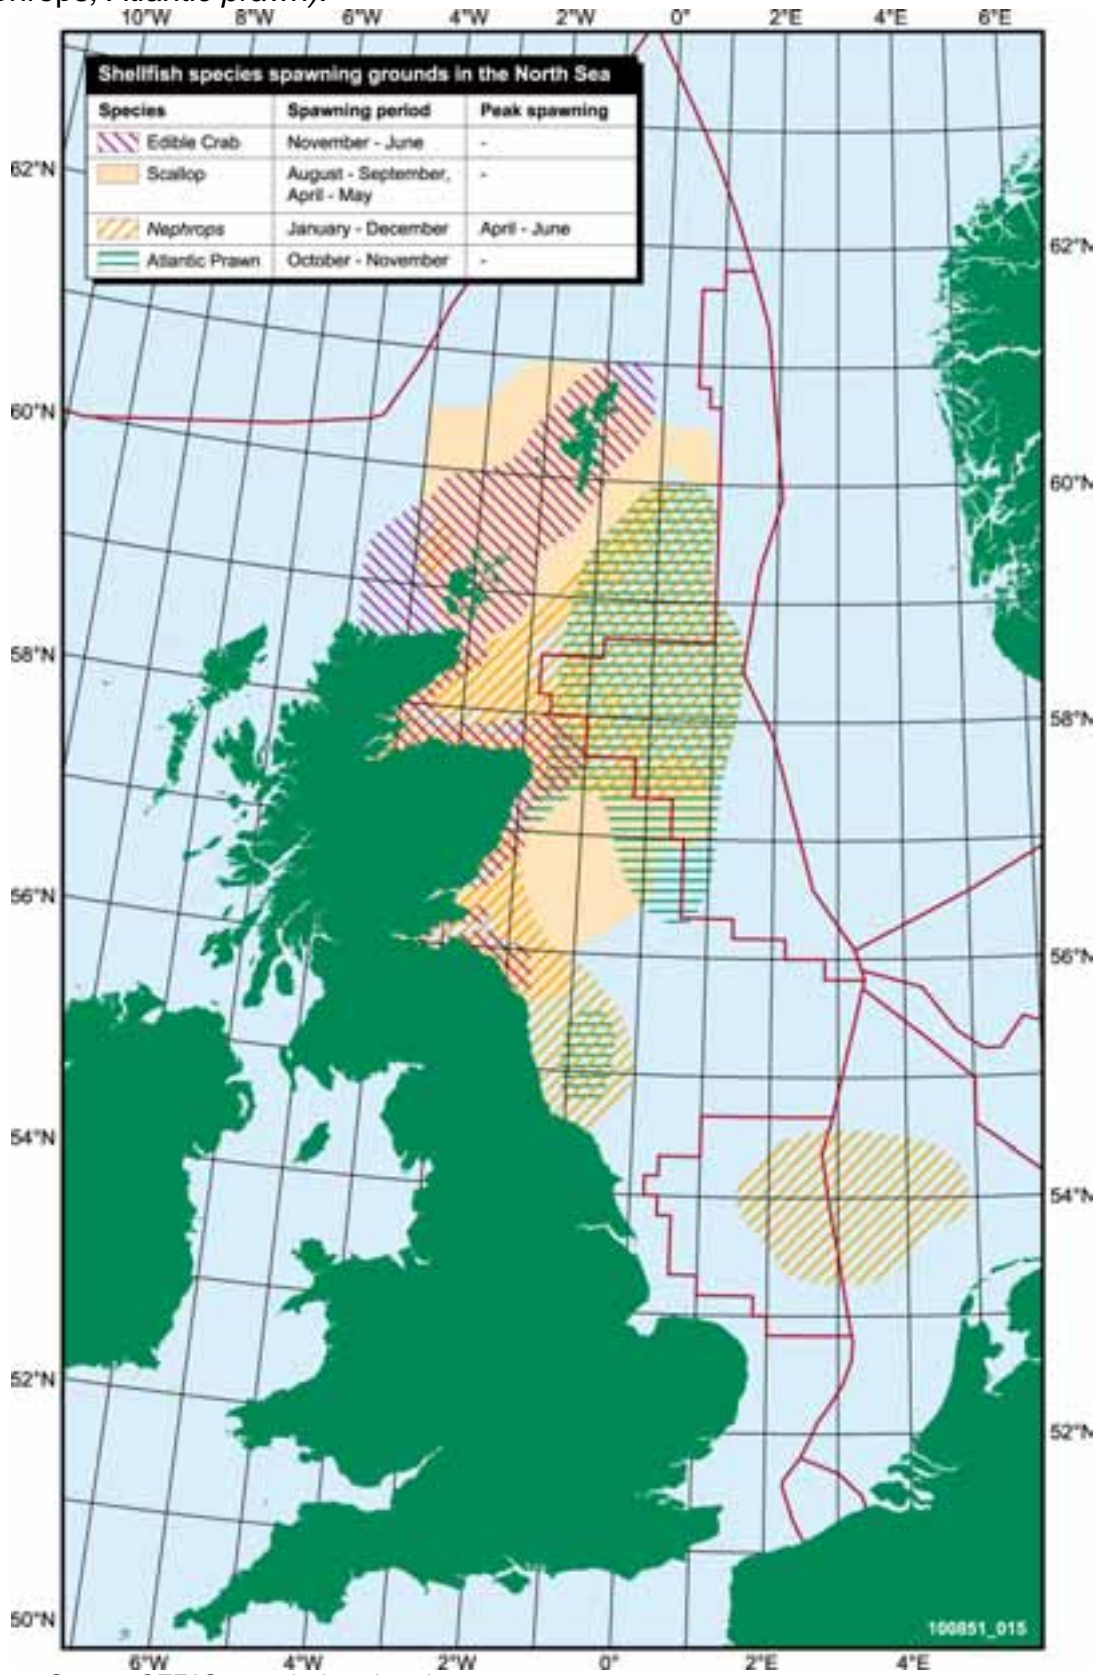 Atlantic prawn).
10°W 8°W 6°W 4°W 2°W 0° 2°E 4°E 6°E
Shellfish species spawning grounds in the North Sea
Species Spawning period Peak spawning
Edible Crab November - June -
Scallop August - September, -
April - May
Nephrops January - December April - June
Atlantic Prawn October - November -
62°N
62°N
60°N
60°N
58°N
58°N
56°N
56°N
54°N
54°N
52°N
52°N
50°N
100851_015
6°W 4°W 2°W 0° 2°E 4°E